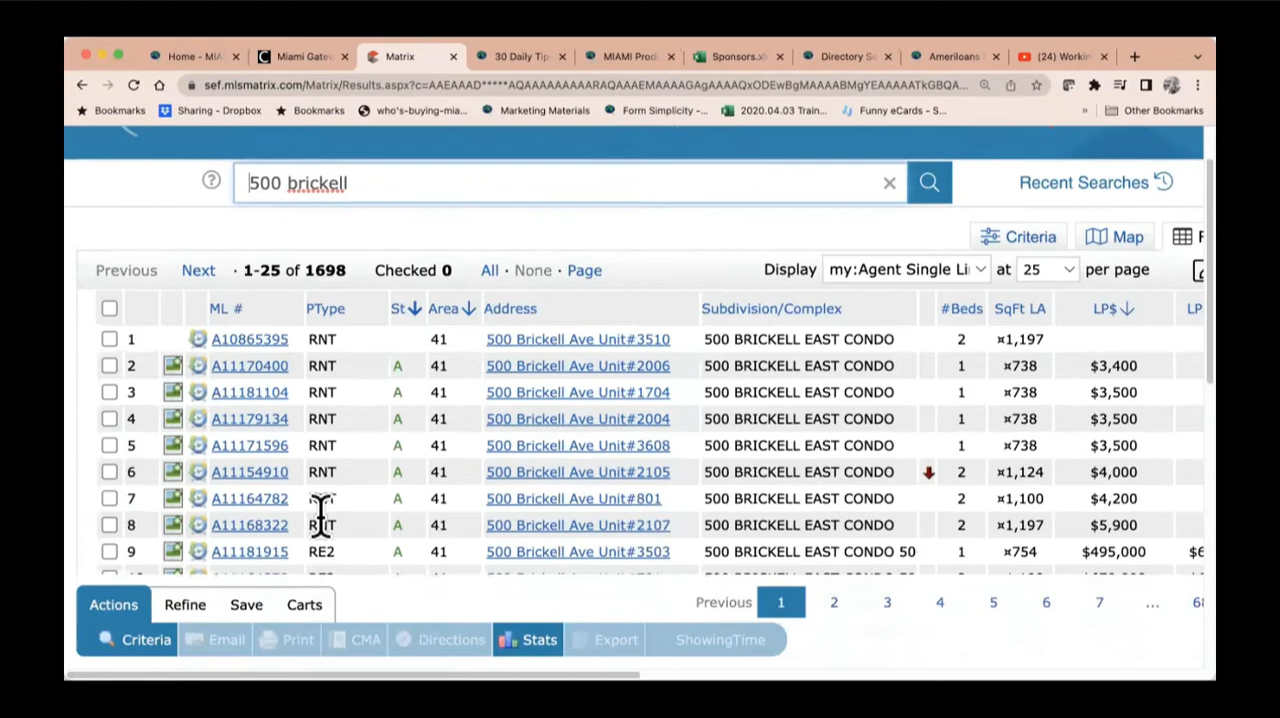 Home - MIA Miami Gate Matrix 30 Daily Tip MIAMI Prod Sponsors.xl Directory Se Ameriloans (24) Workin
sef.mlsmatrix.com/Matrix/Results.aspx?c=AAEAAAD*****AQAAAAAAAAARAQAAAEMAAAAGAgAAAAQxODEwBgMAAAABMgYEAAAAATkGBQA...
Bookmarks Sharing - Dropbox Bookmarks who's-buying-mia... Marketing Materials Form Simplicity -... 2020.04.03 Train... Funny eCards - S... » Other Bookmarks
? 500 brickell Recent Searches
Criteria Map
Previous Next · 1-25 of 1698 Checked 0 All · None · Page Display my:Agent Single Li at 25 per page
ML # PType St Area Address Subdivision/Complex #Beds SqFt LA LP$ LP
1 A10865395 RNT 41 500 Brickell Ave Unit#3510 500 BRICKELL EAST CONDO 2 ¤1,197
2 A11170400 RNT A 41 500 Brickell Ave Unit#2006 500 BRICKELL EAST CONDO 1 ¤738 $3,400
3 A11181104 RNT A 41 500 Brickell Ave Unit#1704 500 BRICKELL EAST CONDO 1 ¤738 $3,500
4 A11179134 RNT A 41 500 Brickell Ave Unit#2004 500 BRICKELL EAST CONDO 1 ¤738 $3,500
5 A11171596 RNT A 41 500 Brickell Ave Unit#3608 500 BRICKELL EAST CONDO 1 ¤738 $3,500
6 A11154910 RNT A 41 500 Brickell Ave Unit#2105 500 BRICKELL EAST CONDO 2 ¤1,124 $4,000
7 A11164782 A 41 500 Brickell Ave Unit#801 500 BRICKELL EAST CONDO 2 ¤1,100 $4,200
8 A11168322 RNT A 41 500 Brickell Ave Unit#2107 500 BRICKELL EAST CONDO 2 ¤1,197 $5,900
9 A11181915 RE2 A 41 500 Brickell Ave Unit#3503 500 BRICKELL EAST CONDO 50 1 ¤754 $495,000 $6
Actions Refine Save Carts Previous 1 2 3 4 5 6 7 ... 6
Criteria Email Print CMA Directions Stats Export ShowingTime